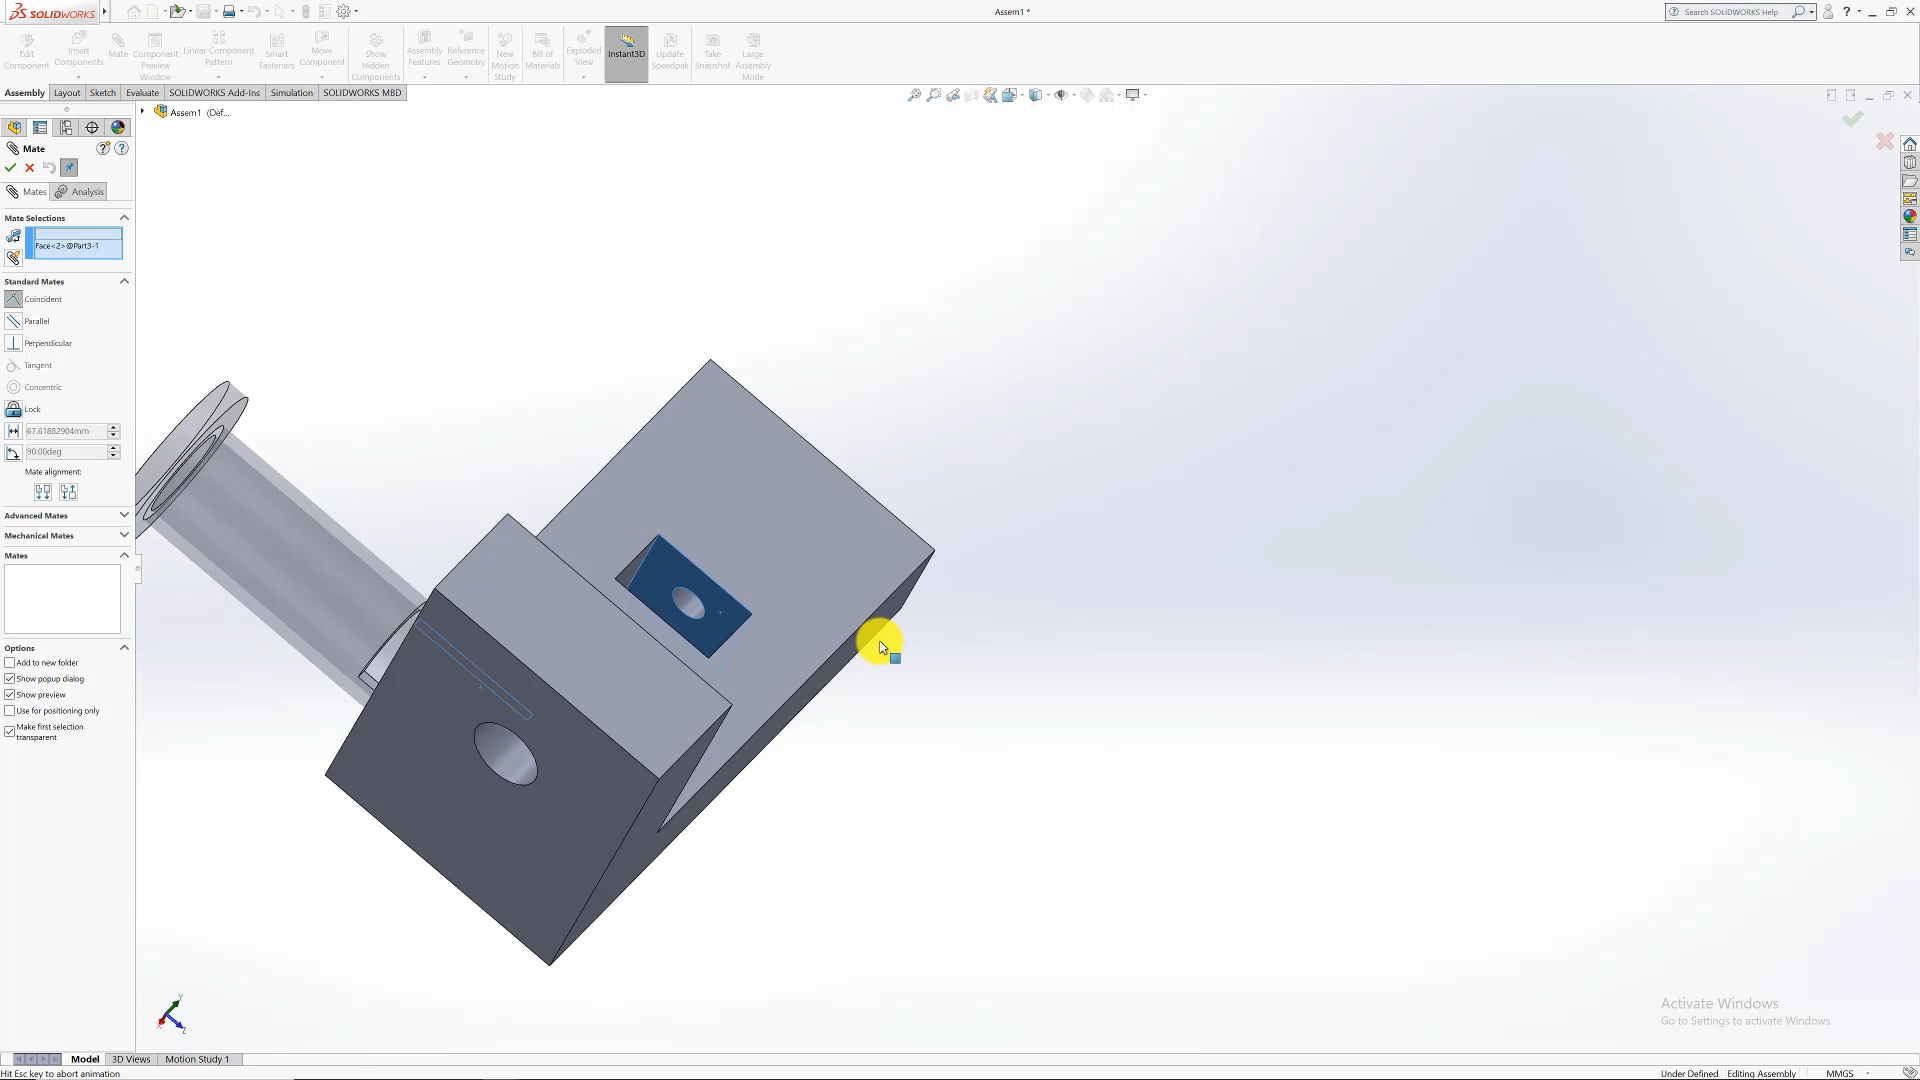 SOLIDWORKS
Assem1 *
Search SOLIDWORKS Help
Edit Component
Insert Components
Mate
Component Preview Window
Linear Component Pattern
Smart Fasteners
Move Component
Show Hidden Components
Assembly Features
Reference Geometry
New Motion Study
Bill of Materials
Exploded View
Instant3D
Update Speedpak
Take Snapshot
Large Assembly Mode
Assembly
Layout
Sketch
Evaluate
SOLIDWORKS Add-Ins
Simulation
SOLIDWORKS MBD
Assem1 (Def...
Mate
Mates
Analysis
Mate Selections
Face<2>@Part3-1
Standard Mates
Coincident
Parallel
Perpendicular
Tangent
Concentric
Lock
67.61882904mm
90.00deg
Mate alignment:
Advanced Mates
Mechanical Mates
Mates
Options
Add to new folder
Show popup dialog
Show preview
Use for positioning only
Make first selection
transparent
Y
X
Z
Activate Windows
Go to Settings to activate Windows.
Model
3D Views
Motion Study 1
Hit Esc key to abort animation
Under Defined
Editing Assembly
MMGS